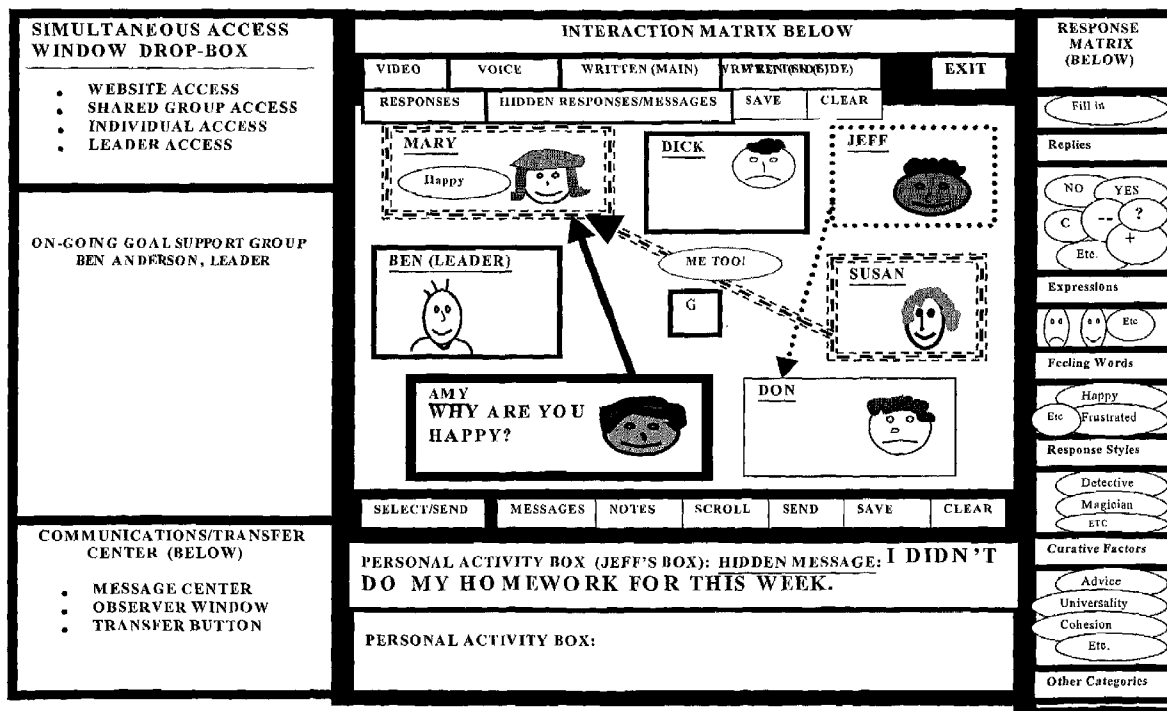 SIMULTANEOUS ACCESS
WINDOW DROP-BOX
• WEBSITE ACCESS
• SHARED GROUP ACCESS
• INDIVIDUAL ACCESS
• LEADER ACCESS
ON-GOING GOAL SUPPORT GROUP
BEN ANDERSON, LEADER
COMMUNICATIONS/TRANSFER
CENTER (BELOW)
• MESSAGE CENTER
• OBSERVER WINDOW
• TRANSFER BUTTON
INTERACTION MATRIX BELOW
VIDEO
VOICE
WRITTEN (MAIN)
EXIT
RESPONSES
HIDDEN RESPONSES/MESSAGES
SAVE
CLEAR
MARY
Happy
DICK
JEFF
BEN (LEADER)
ME TOO!
G
SUSAN
AMY
WHY ARE YOU
HAPPY?
DON
SELECT/SEND
MESSAGES
NOTES
SCROLL
SEND
SAVE
CLEAR
PERSONAL ACTIVITY BOX (JEFF'S BOX): HIDDEN MESSAGE: I DIDN'T
DO MY HOMEWORK FOR THIS WEEK.
PERSONAL ACTIVITY BOX:
RESPONSE
MATRIX
(BELOW)
Fill in
Replies
NO
YES
C
--
?
+
Etc.
Expressions
Etc
Feeling Words
Happy
Etc
Frustrated
Response Styles
Detective
Magician
ETC
Curative Factors
Advice
Universality
Cohesion
Etc.
Other Categories